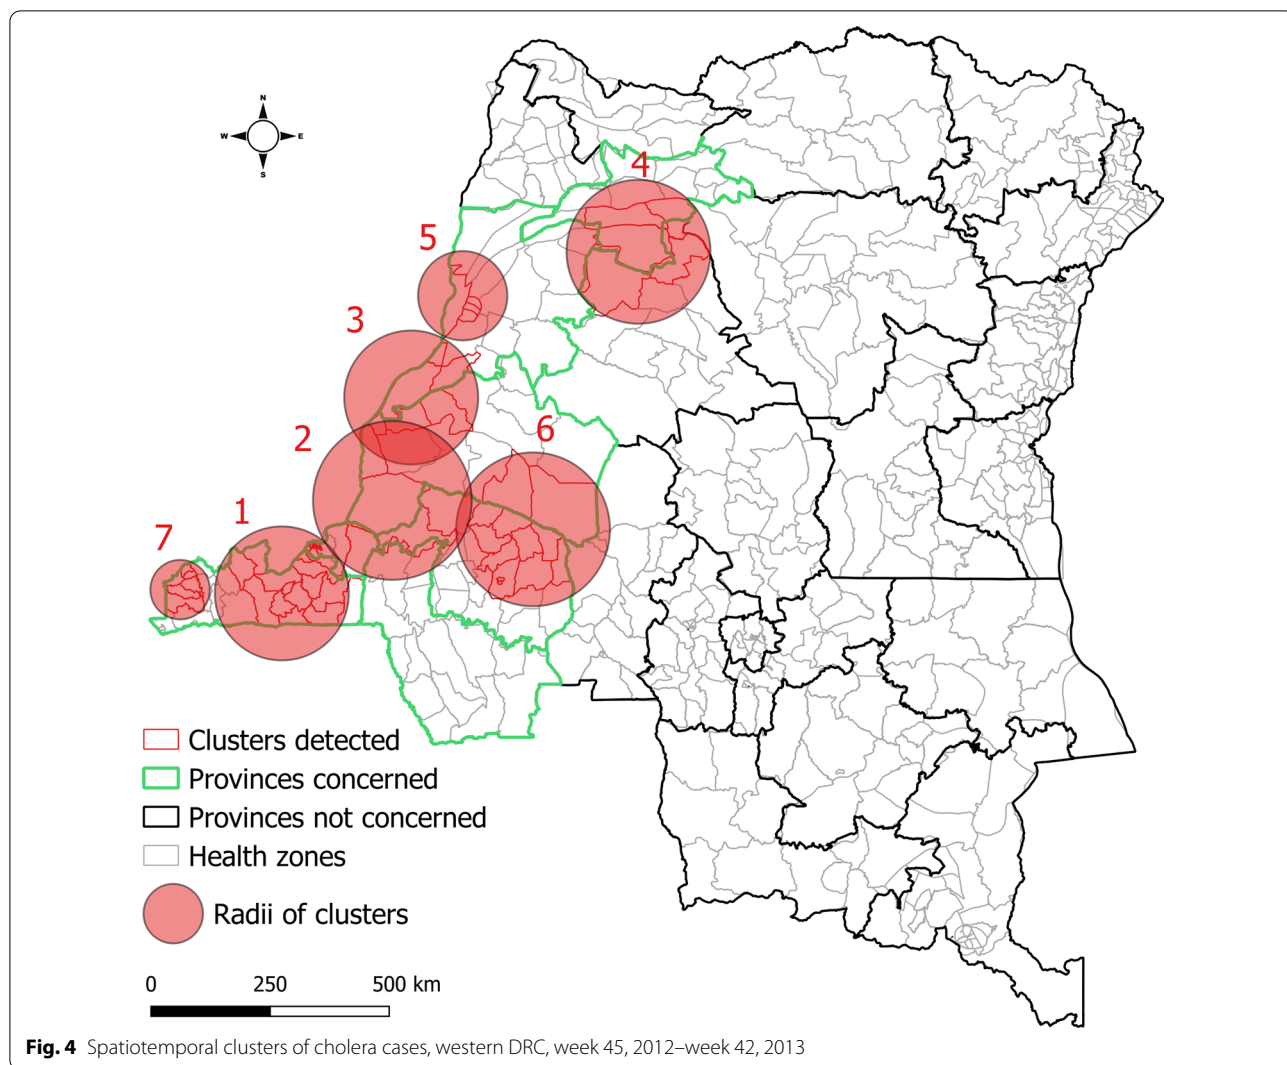 N
W E
S
4
5
3
6
2
1
7
Clusters detected
Provinces concerned
Provinces not concerned
Health zones
Radii of clusters
0 250 500 km
Fig. 4 Spatiotemporal clusters of cholera cases, western DRC, week 45, 2012–week 42, 2013